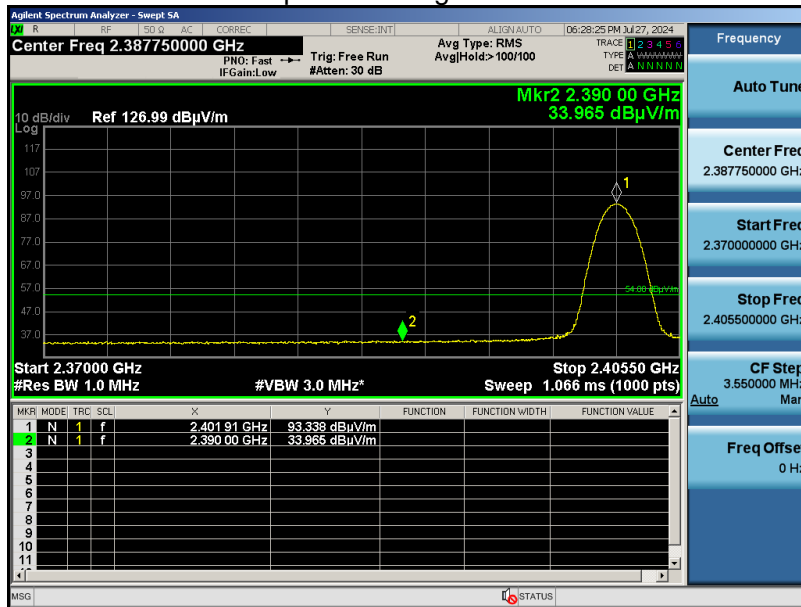 Agilent Spectrum Analyzer - Swept SA
LXI R RF 50 Ω AC CORREC SENSE:INT ALIGN AUTO 06:28:25 PM Jul 27, 2024
Center Freq 2.387750000 GHz
PNO: Fast
IFGain:Low
Trig: Free Run
#Atten: 30 dB
Avg Type: RMS
Avg|Hold:>100/100
TRACE 1 2 3 4 5 6
TYPE A WWWWW
DET A N N N N N
Mkr2 2.390 00 GHz
33.965 dBµV/m
10 dB/div Ref 126.99 dBµV/m
Log
117
107
97.0
87.0
77.0
67.0
57.0
47.0
37.0
1
2
54.00 dBµV/m
Start 2.37000 GHz Stop 2.40550 GHz
#Res BW 1.0 MHz #VBW 3.0 MHz* Sweep 1.066 ms (1000 pts)
MKR MODE TRC SCL X Y FUNCTION FUNCTION WIDTH FUNCTION VALUE
1 N 1 f 2.401 91 GHz 93.338 dBµV/m
2 N 1 f 2.390 00 GHz 33.965 dBµV/m
3
4
5
6
7
8
9
10
11
MSG STATUS
Frequency
Auto Tune
Center Freq
2.387750000 GHz
Start Freq
2.370000000 GHz
Stop Freq
2.405500000 GHz
CF Step
3.550000 MHz
Auto Man
Freq Offset
0 Hz